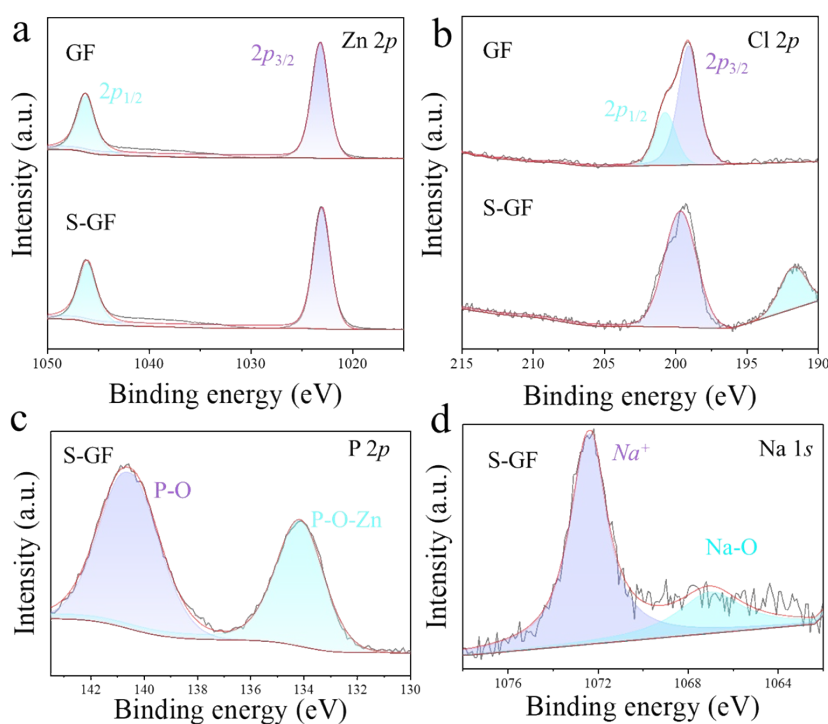 a
GF
Zn 2p
2p3/2
2p1/2
S-GF
Intensity (a.u.)
1050 1040 1030 1020
Binding energy (eV)
b
GF
Cl 2p
2p3/2
2p1/2
S-GF
Intensity (a.u.)
215 210 205 200 195 190
Binding energy (eV)
c
S-GF
P 2p
P-O
P-O-Zn
Intensity (a.u.)
142 140 138 136 134 132 130
Binding energy (eV)
d
S-GF
Na+
Na 1s
Na-O
Intensity (a.u.)
1076 1072 1068 1064
Binding energy (eV)